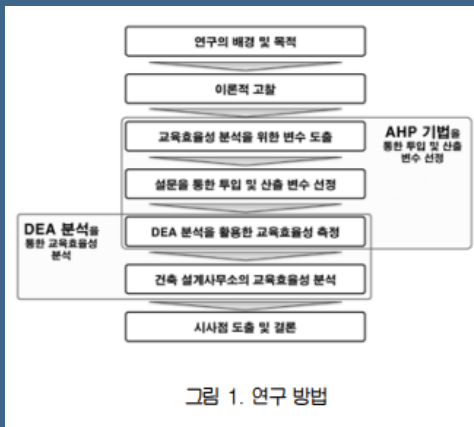 연구의 배경 및 목적
이론적 고찰
교육효율성 분석을 위한 변수 도출
AHP 기법을
통한 투입 및 산출
변수 선정
설문을 통한 투입 및 산출 변수 선정
DEA 분석을
통한 교육효율성
분석
DEA 분석을 활용한 교육효율성 측정
건축 설계사무소의 교육효율성 분석
시사점 도출 및 결론
그림 1. 연구 방법